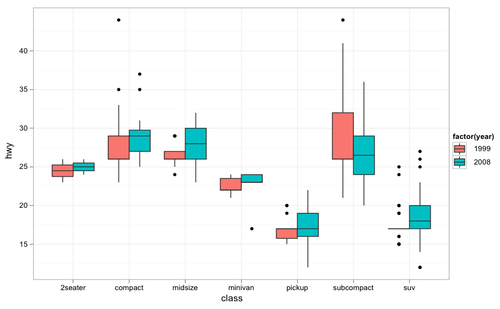 40
35
30
25
20
15
hwy
2seater compact midsize minivan pickup subcompact suv
class
factor(year)
1999
2008